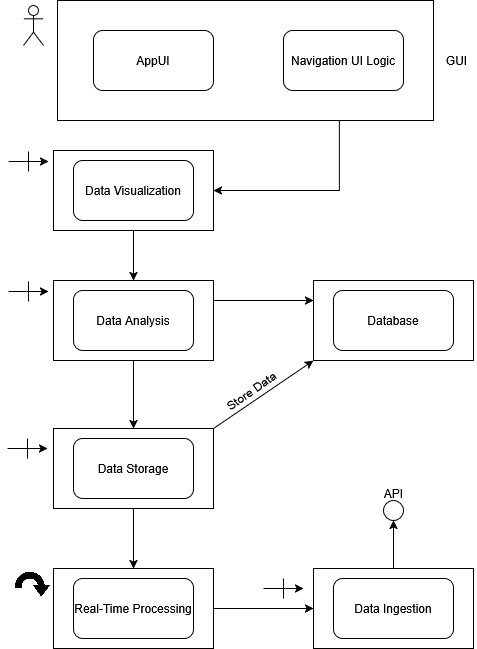 AppUI
Navigation UI Logic
GUI
Data Visualization
Data Analysis
Database
Store Data
Data Storage
API
Real-Time Processing
Data Ingestion